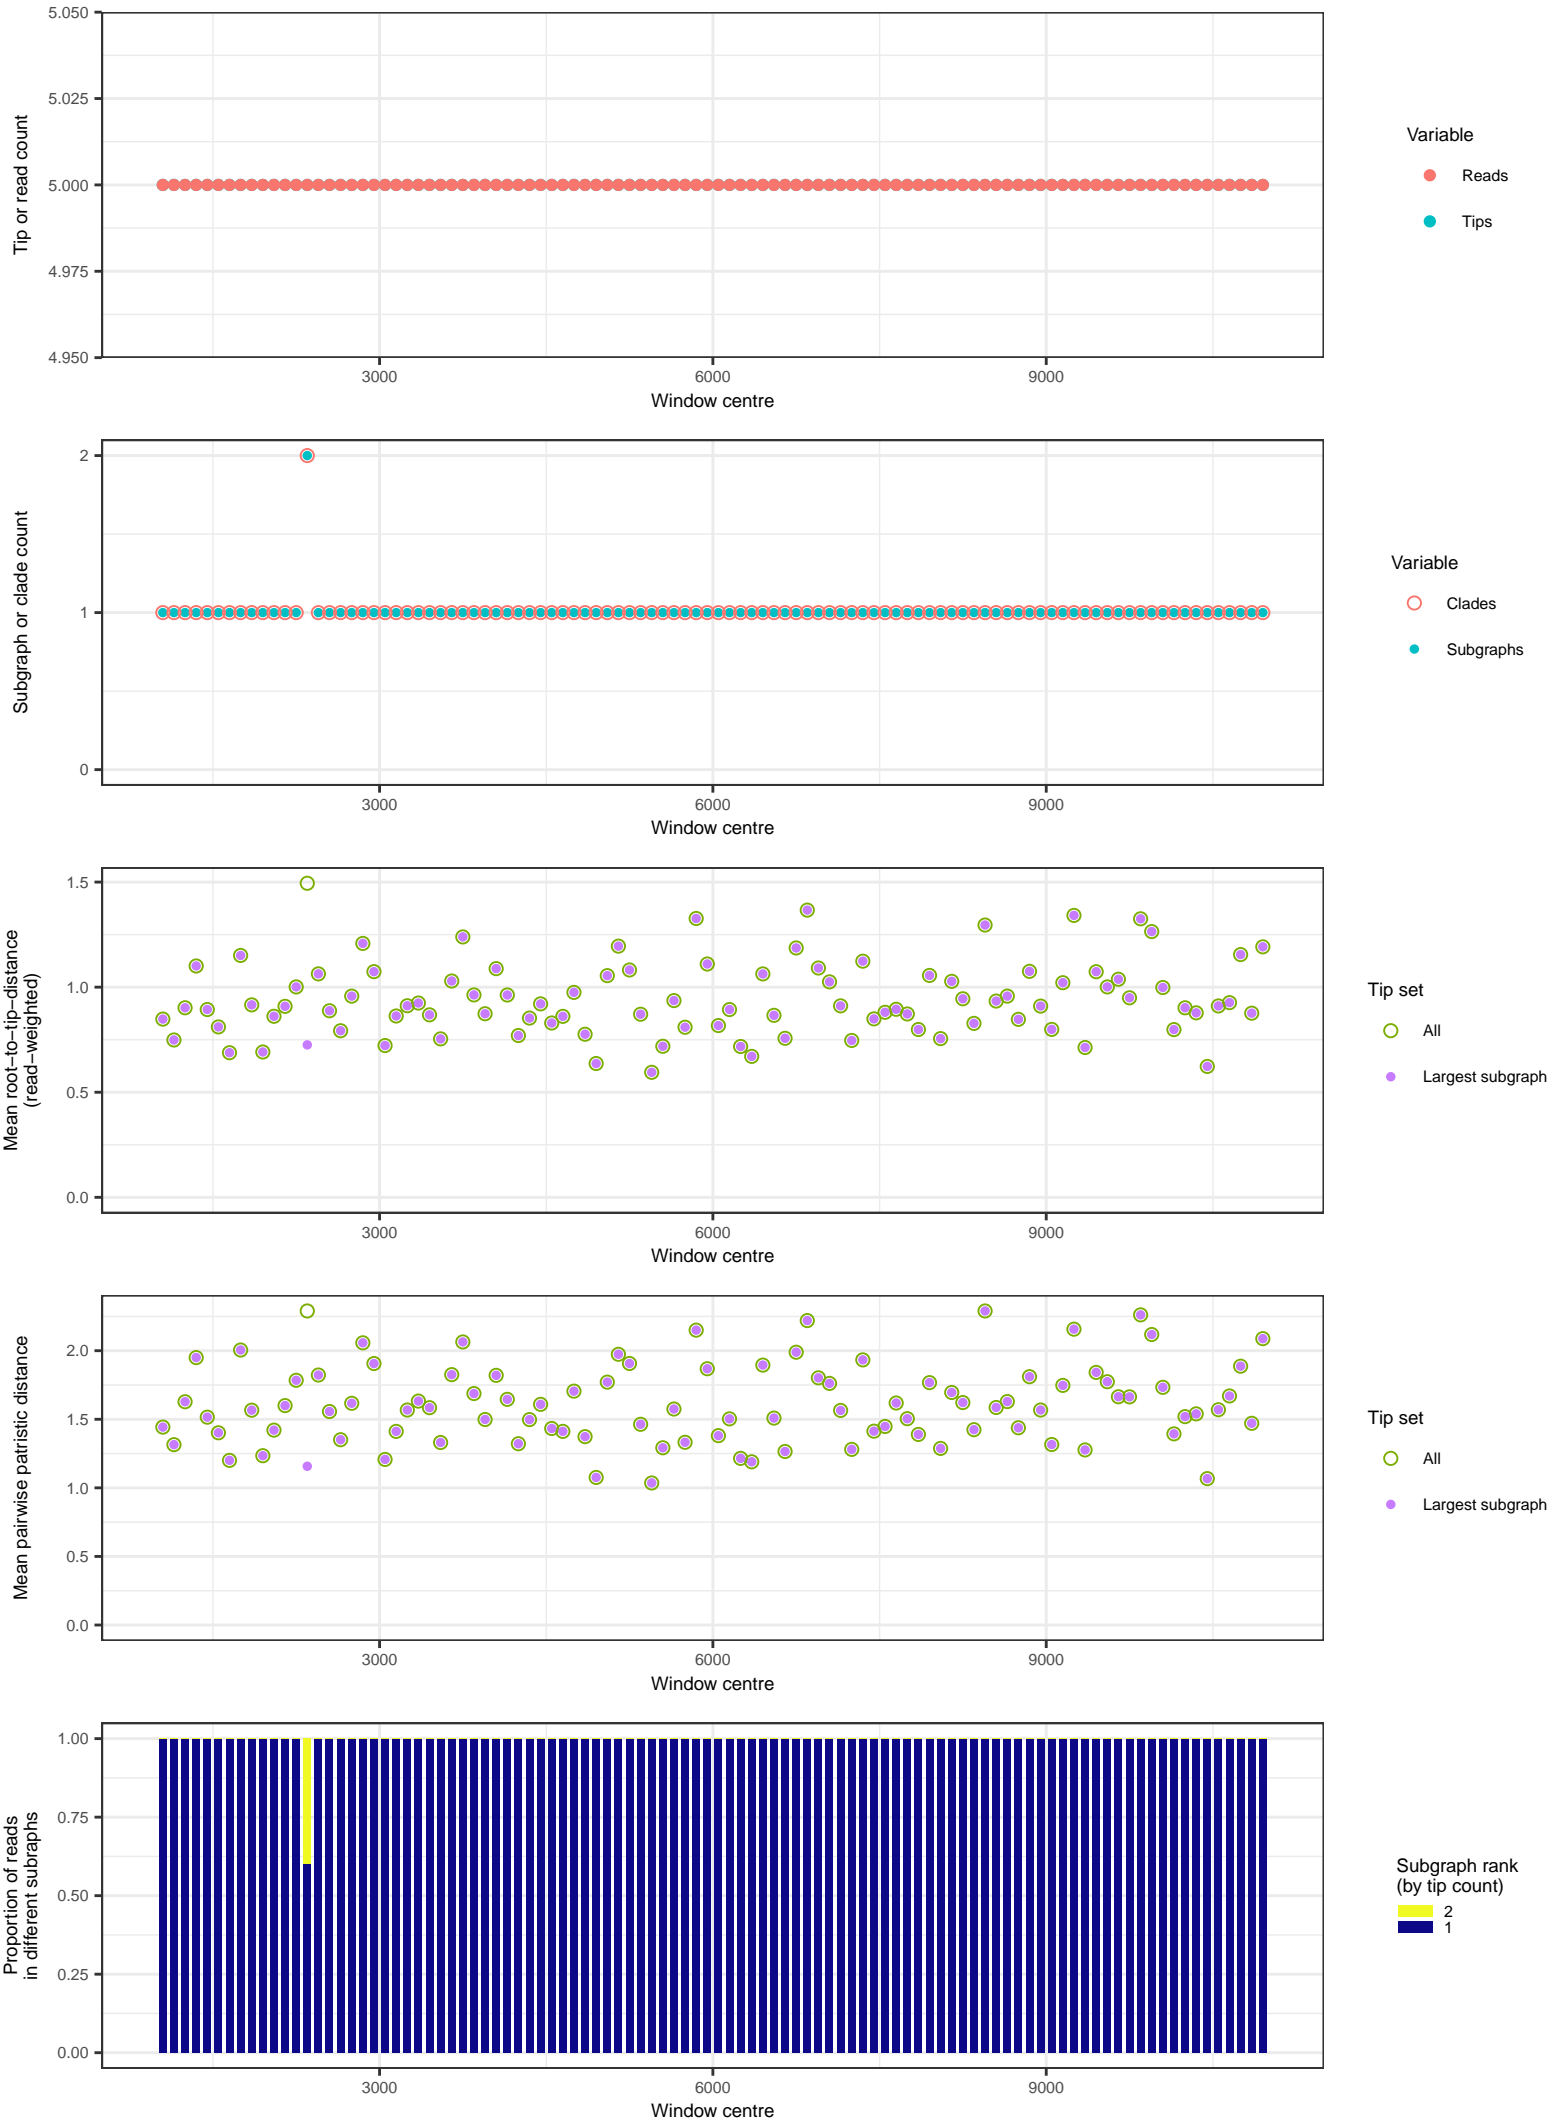 5.050
5.025
5.000
4.975
4.950
Tip or read count
3000
6000
9000
Window centre
Variable
Reads
Tips
2
1
0
Subgraph or clade count
3000
6000
9000
Window centre
Variable
Clades
Subgraphs
1.5
1.0
0.5
0.0
Mean root−to−tip−distance
(read−weighted)
3000
6000
9000
Window centre
Tip set
All
Largest subgraph
2.0
1.5
1.0
0.5
0.0
Mean pairwise patristic distance
3000
6000
9000
Window centre
Tip set
All
Largest subgraph
1.00
0.75
0.50
0.25
0.00
Proportion of reads
in different subraphs
3000
6000
9000
Window centre
Subgraph rank
(by tip count)
2
1